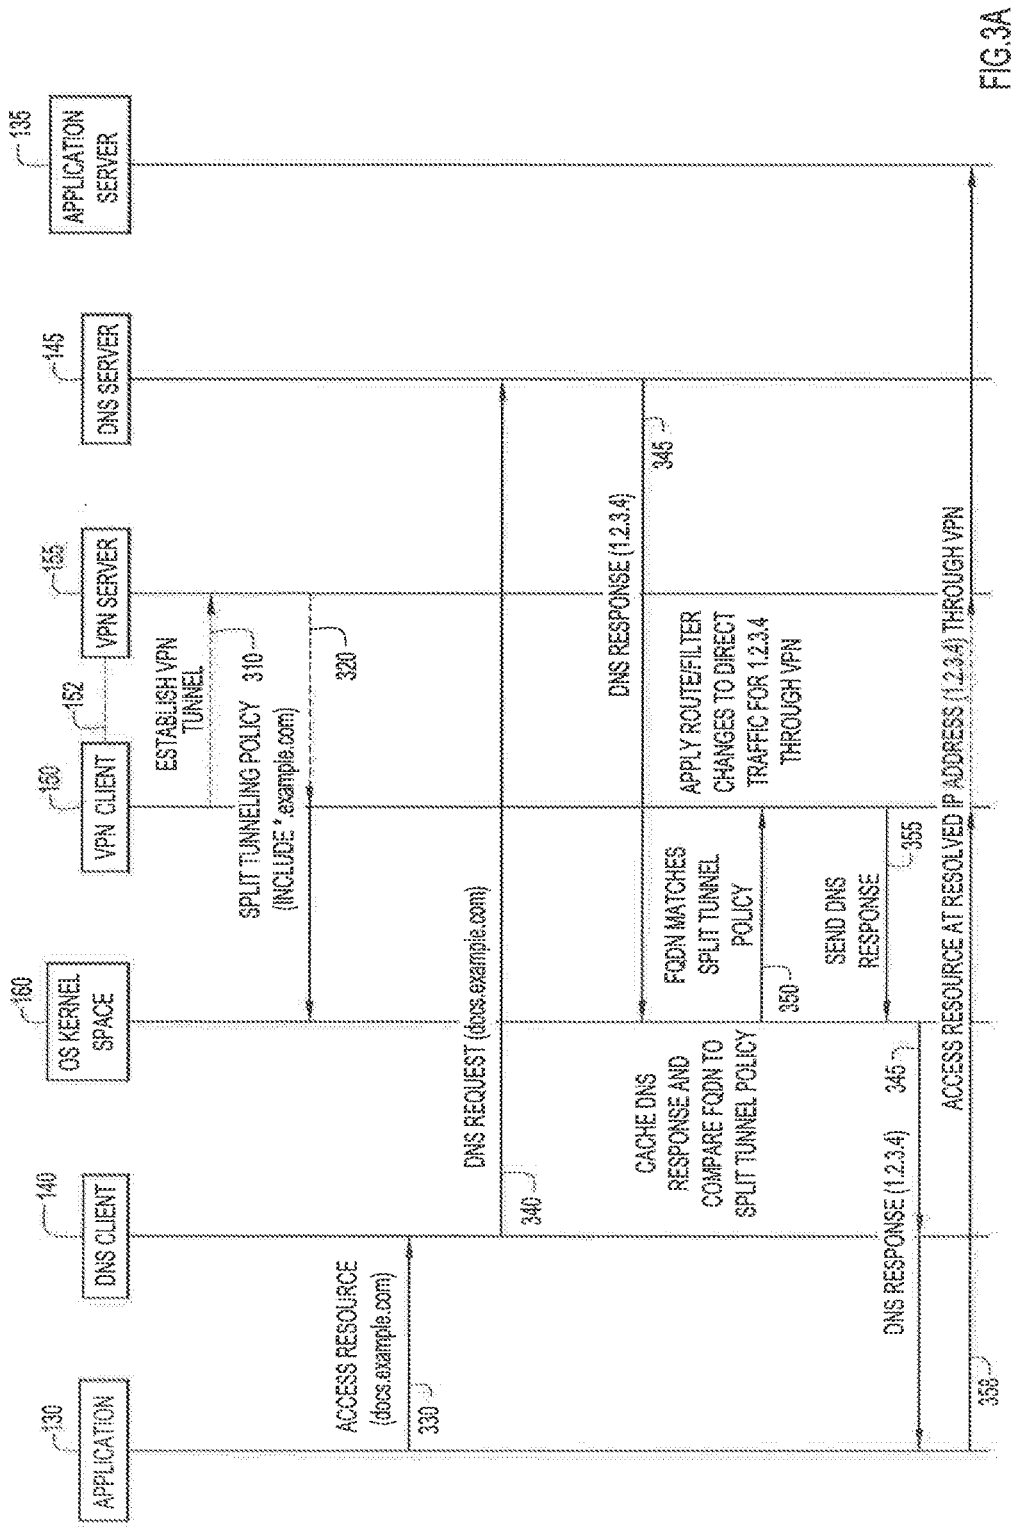 130
APPLICATION
140
DNS CLIENT
160
OS KERNEL
SPACE
150
VPN CLIENT
152
155
VPN SERVER
145
DNS SERVER
135
APPLICATION
SERVER
ESTABLISH VPN
TUNNEL
310
SPLIT TUNNELING POLICY
(INCLUDE *.example.com)
320
ACCESS RESOURCE
(docs.example.com)
330
DNS REQUEST (docs.example.com)
340
DNS RESPONSE (1.2.3.4)
345
CACHE DNS
RESPONSE AND
COMPARE FQDN TO
SPLIT TUNNEL POLICY
FQDN MATCHES
SPLIT TUNNEL
POLICY
350
APPLY ROUTE/FILTER
CHANGES TO DIRECT
TRAFFIC FOR 1.2.3.4
THROUGH VPN
SEND DNS
RESPONSE
355
DNS RESPONSE (1.2.3.4)
345
ACCESS RESOURCE AT RESOLVED IP ADDRESS (1.2.3.4) THROUGH VPN
358
FIG.3A